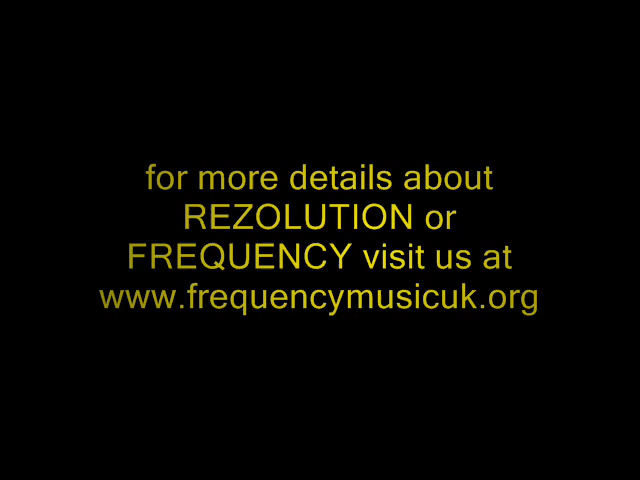 for more details about
REZOLUTION or
FREQUENCY visit us at
www.frequencymusicuk.org